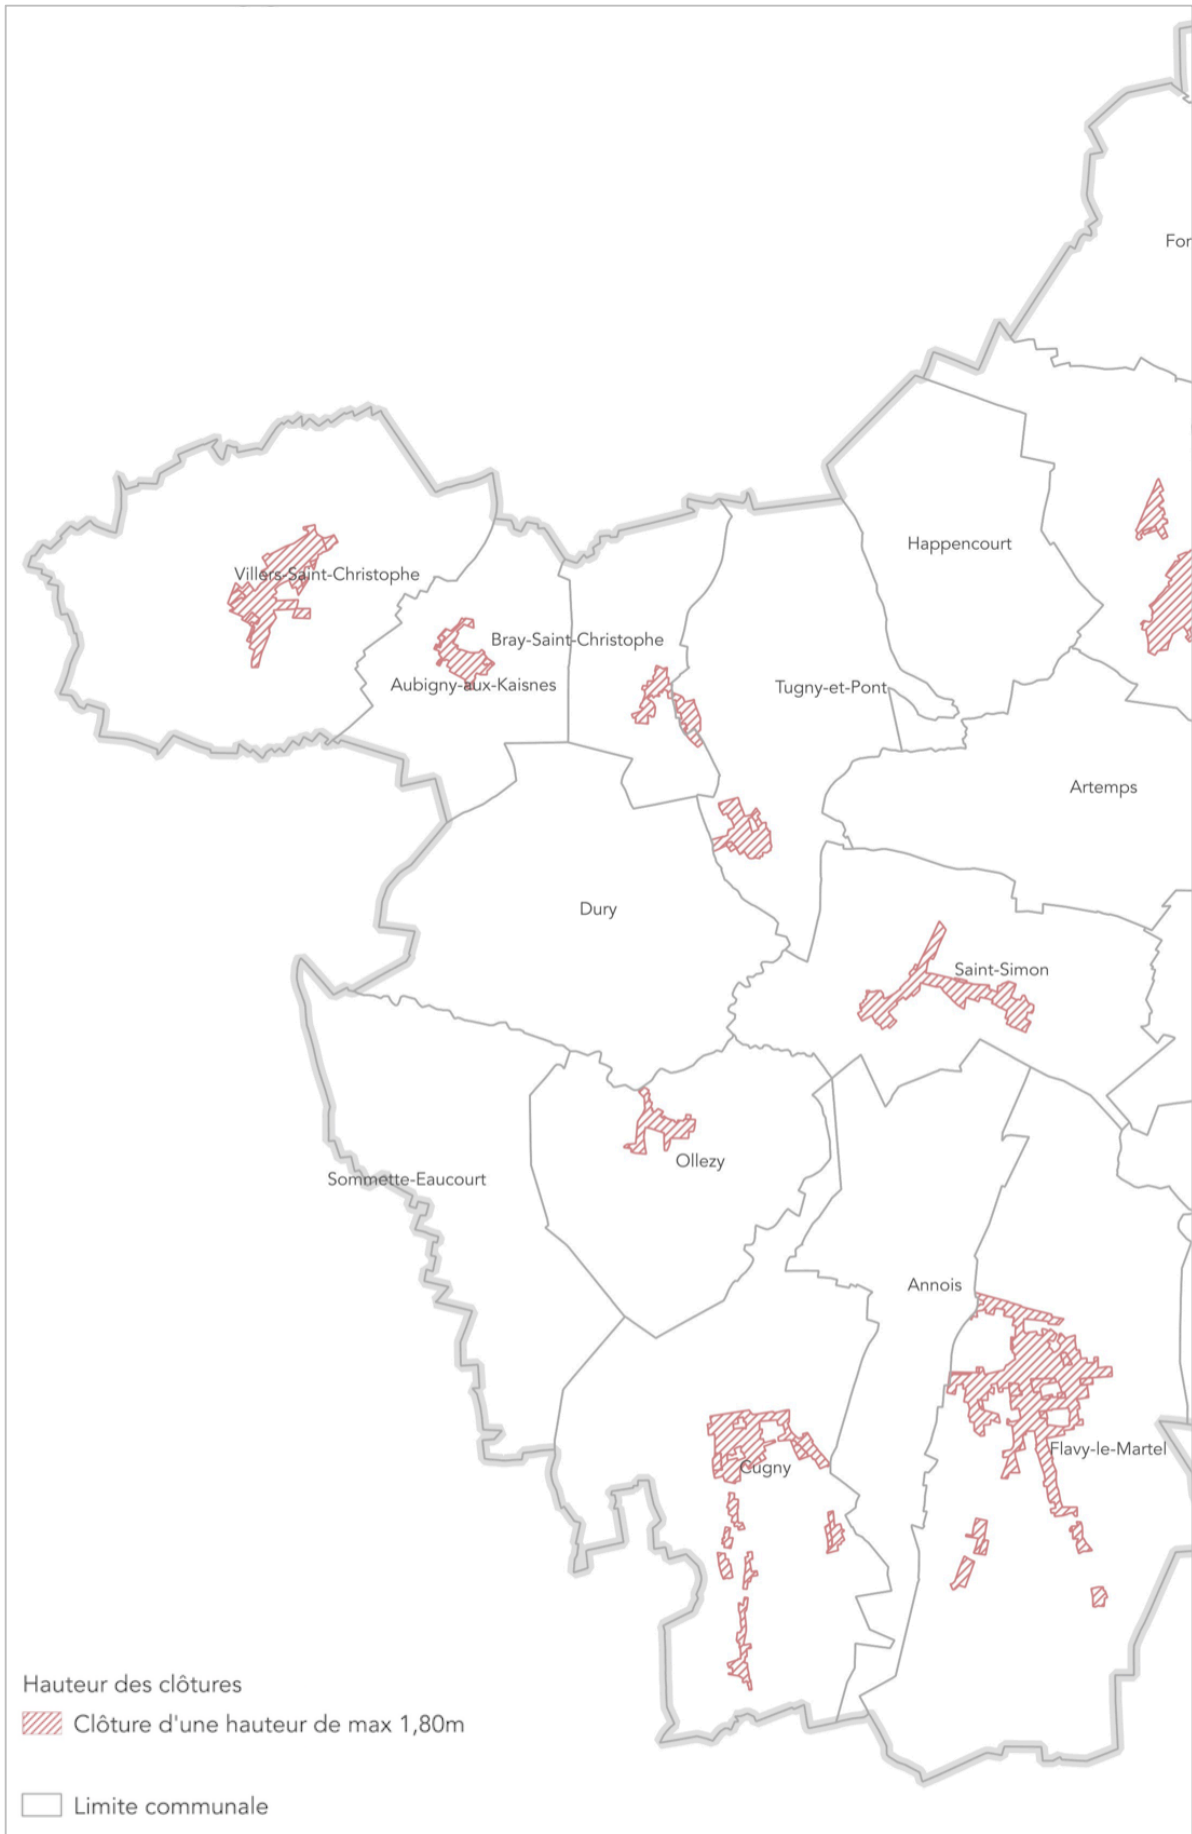 For
Happencourt
Villers-Saint-Christophe
Bray-Saint-Christophe
Aubigny-aux-Kaisnes
Tugny-et-Pont
Artemps
Dury
Saint-Simon
Ollezy
Sommette-Eaucourt
Annois
Flavy-le-Martel
Cugny
Hauteur des clôtures
Clôture d'une hauteur de max 1,80m
Limite communale